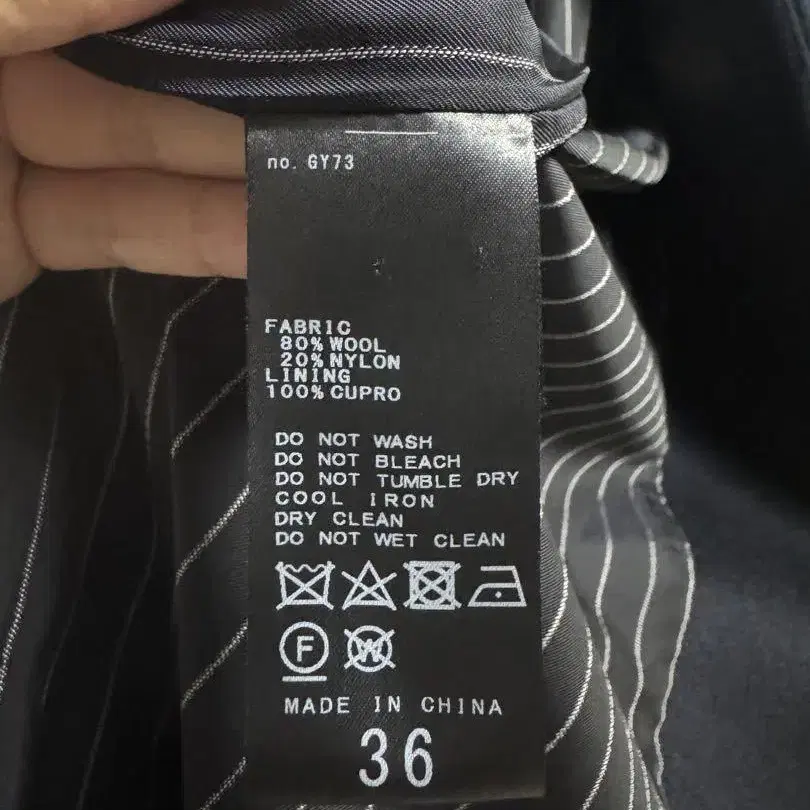 no. GY73
FABRIC
80% WOOL
20% NYLON
LINING
100% CUPRO
DO NOT WASH
DO NOT BLEACH
DO NOT TUMBLE DRY
COOL IRON
DRY CLEAN
DO NOT WET CLEAN
F W
MADE IN CHINA
36